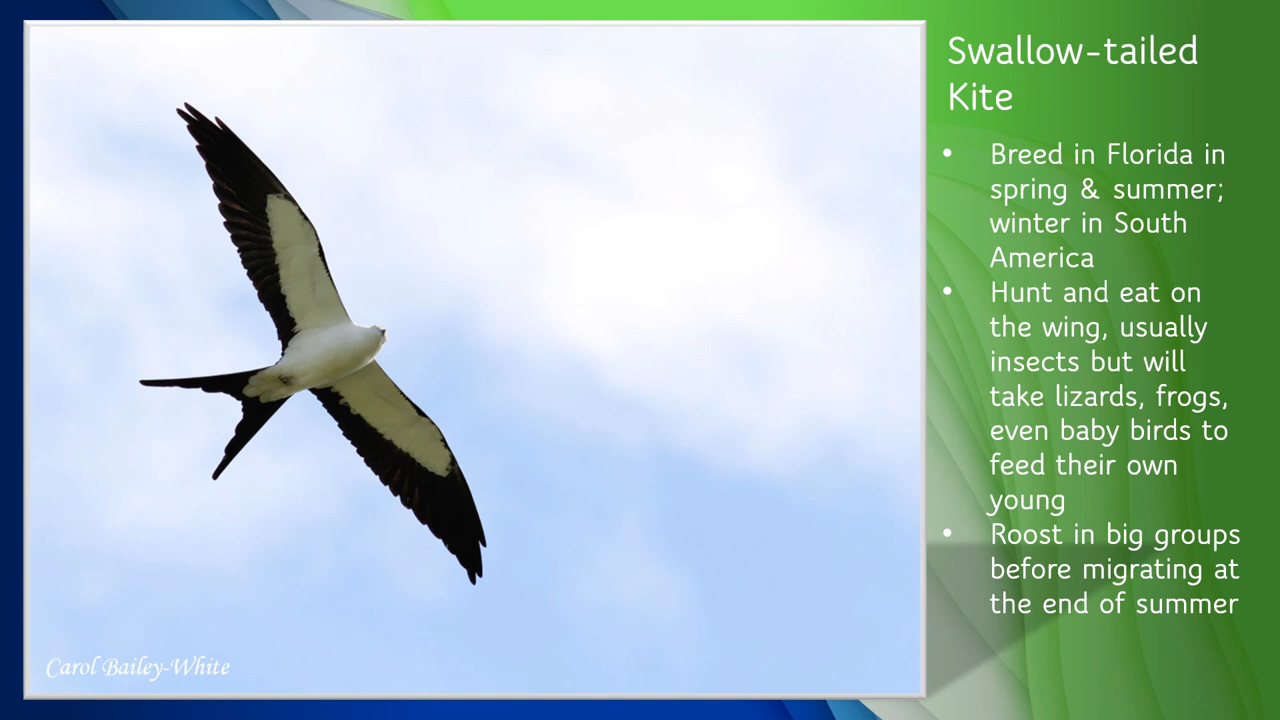 Swallow-tailed
Kite
• Breed in Florida in
spring & summer;
winter in South
America
• Hunt and eat on
the wing, usually
insects but will
take lizards, frogs,
even baby birds to
feed their own
young
• Roost in big groups
before migrating at
the end of summer
Carol Bailey-White